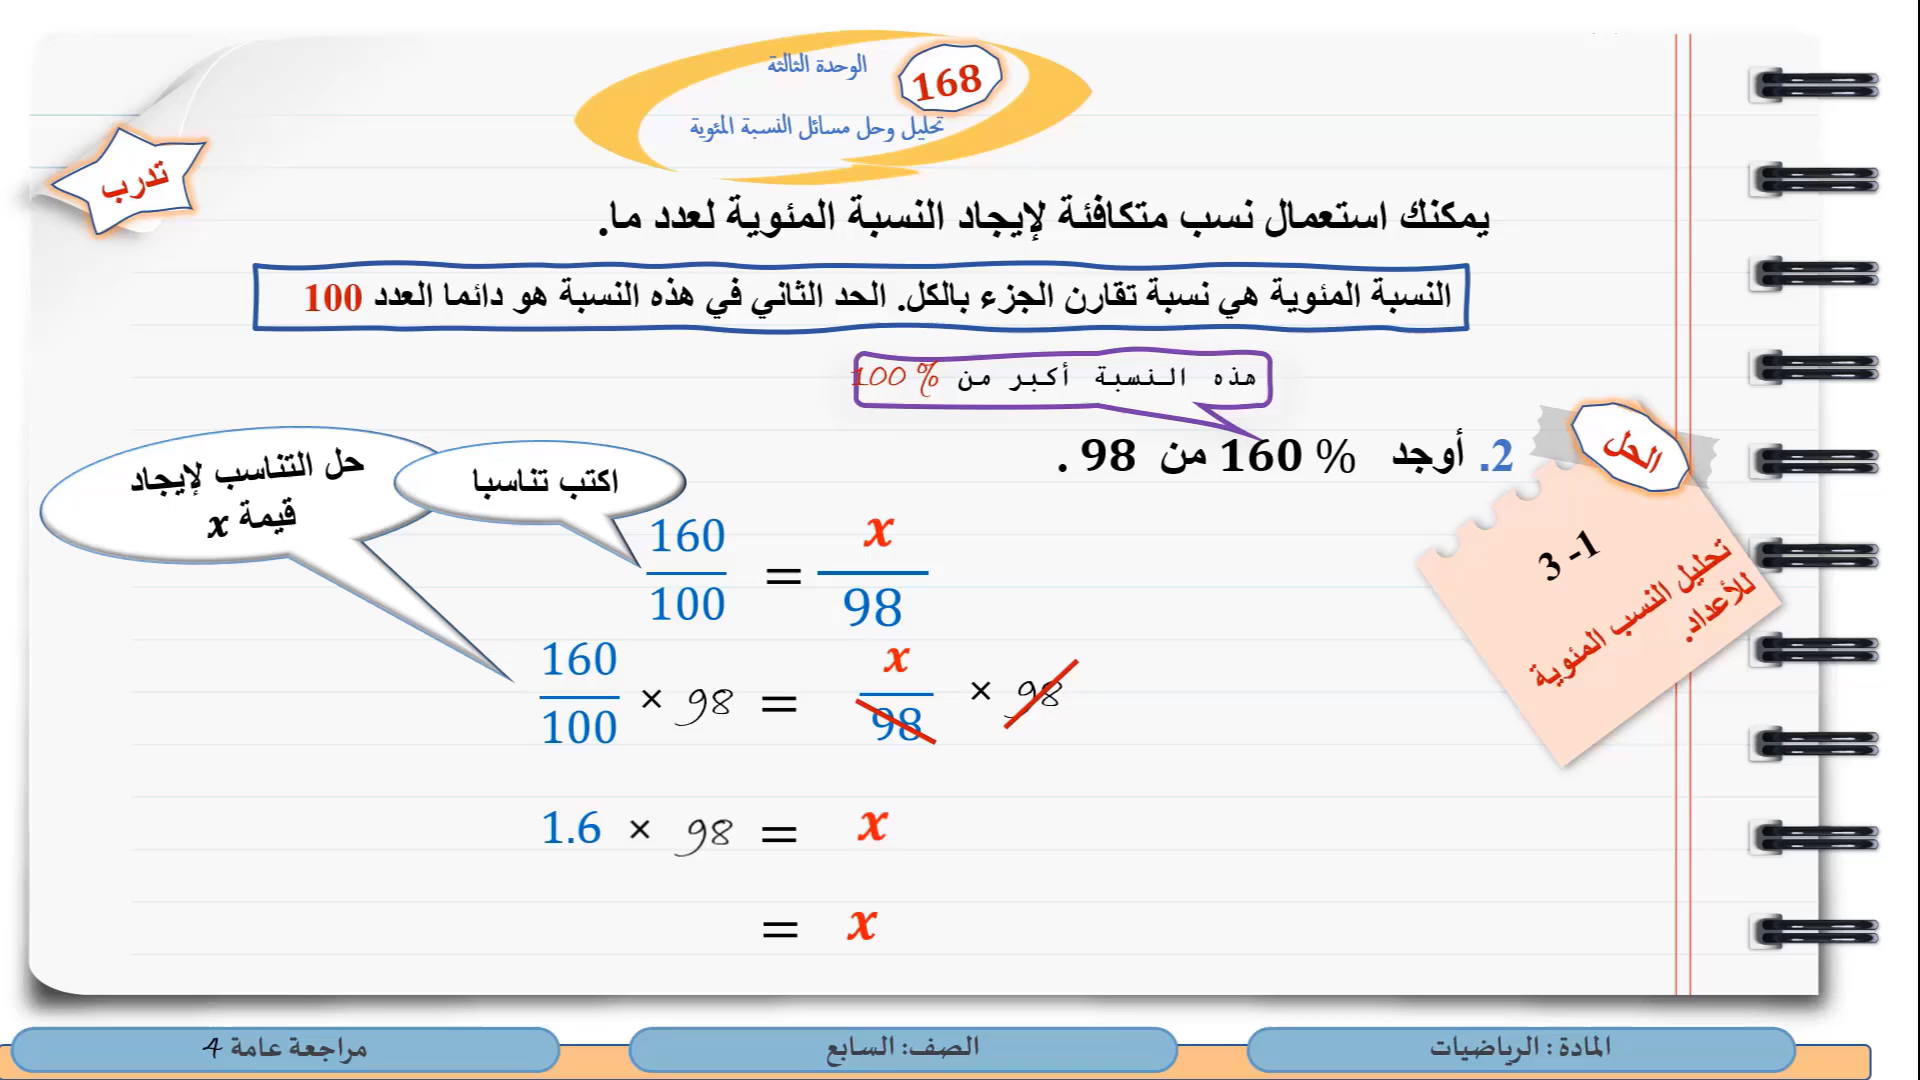 الوحدة الثالثة
168
تحليل وحل مسائل النسبة المئوية
تدرب
يمكنك استعمال نسب متكافئة لإيجاد النسبة المئوية لعدد ما.
النسبة المئوية هي نسبة تقارن الجزء بالكل. الحد الثاني في هذه النسبة هو دائما العدد 100
هذه النسبة أكبر من % 100
الحل
2. أوجد % 160 من 98 .
3 -1
تحليل النسب المئوية
للأعداد.
اكتب تناسبا
حل التناسب لإيجاد
قيمة x
160/100 = x/98
160/100 × 98 = x/98 × 98
1.6 × 98 = x
= x
المادة : الرياضيات
الصف: السابع
مراجعة عامة 4